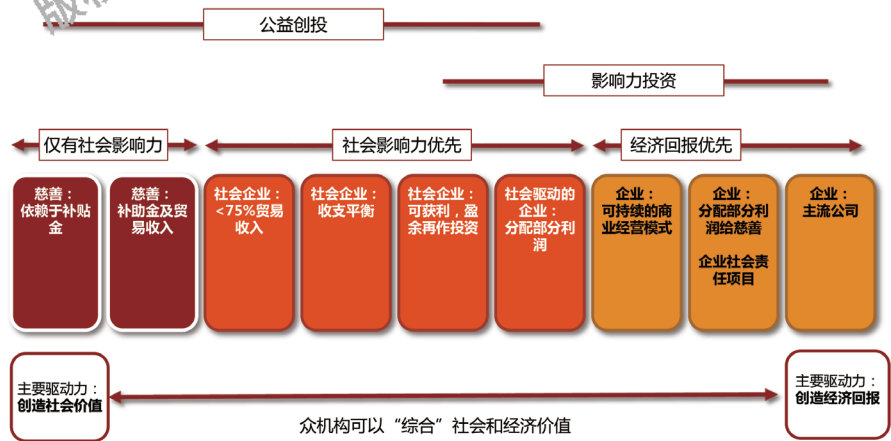 版权
公益创投
影响力投资
仅有社会影响力
社会影响力优先
经济回报优先
慈善：
依赖于补贴
金
慈善：
补助金及贸
易收入
社会企业：
<75%贸易
收入
社会企业：
收支平衡
社会企业：
可获利，盈
余再作投资
社会驱动的
企业：
分配部分利
润
企业：
可持续的商
业经营模式
企业：
分配部分利
润给慈善
企业社会责
任项目
企业：
主流公司
主要驱动力：
创造社会价值
众机构可以“综合”社会和经济价值
主要驱动力：
创造经济回报